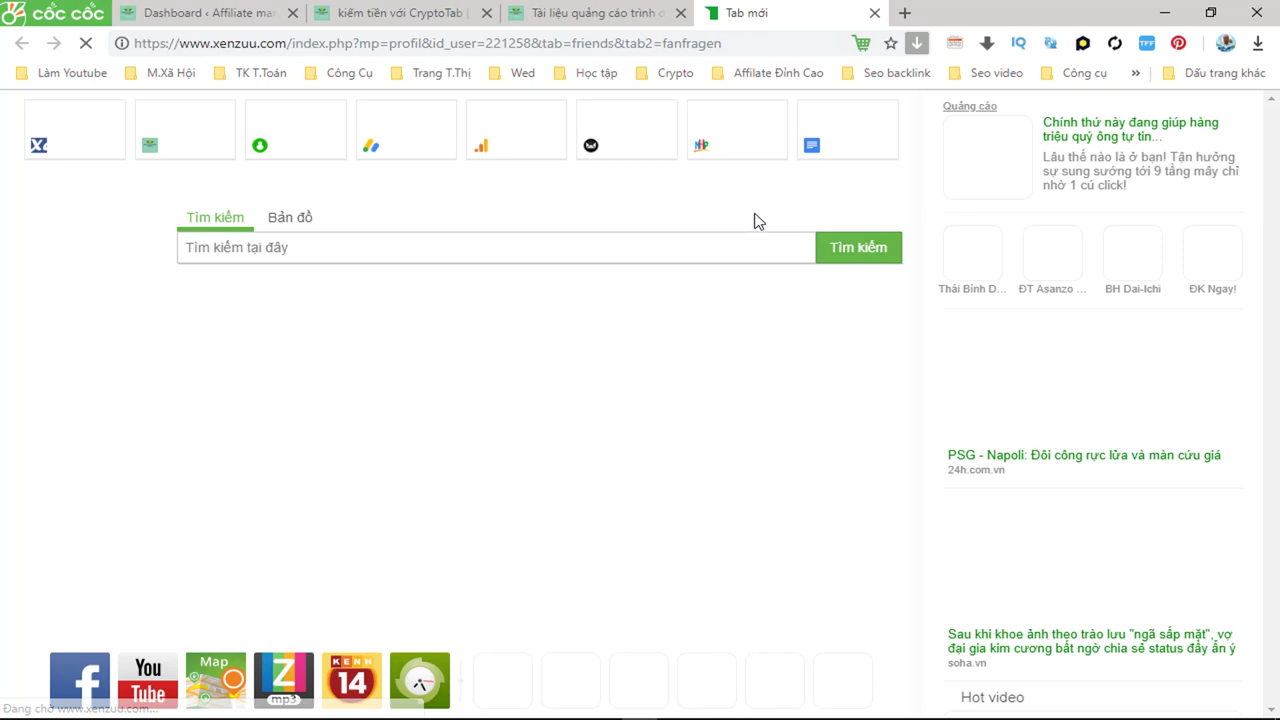 cốc cốc
Dashboard ‹ Affiliate mar
kiếm tiền với CryptoTab |
Tài liệu quảng cáo trình d
Tab mới
https://www.xenzuu.com/index.php?mp=profil&id_user=221258&tab=friends&tab2=fanfragen
IQ
TFF
Làm Youtube
M.Xã Hội
TK T.Toán
Công Cụ
Trang T.Thị
Wed
Học tập
Crypto
Affilate Đỉnh Cao
Seo backlink
Seo video
Công cụ
»
Dấu trang khác
Quảng cáo
Chính thứ này đang giúp hàng
triệu quý ông tự tin...
Lâu thế nào là ở bạn! Tận hưởng
sự sung sướng tới 9 tầng mây chỉ
nhờ 1 cú click!
Tìm kiếm
Bản đồ
Tìm kiếm tại đây
Tìm kiếm
Thái Bình D...
ĐT Asanzo ...
BH Dai-Ichi
ĐK Ngay!
PSG - Napoli: Đôi công rực lửa và màn cứu giá
24h.com.vn
Sau khi khoe ảnh theo trào lưu "ngã sấp mặt", vợ
đại gia kim cương bất ngờ chia sẻ status đầy ẩn ý
soha.vn
Hot video
f
You
Tube
Map
Z
mp3
KENH
14
Đang chờ www.xenzuu.com...